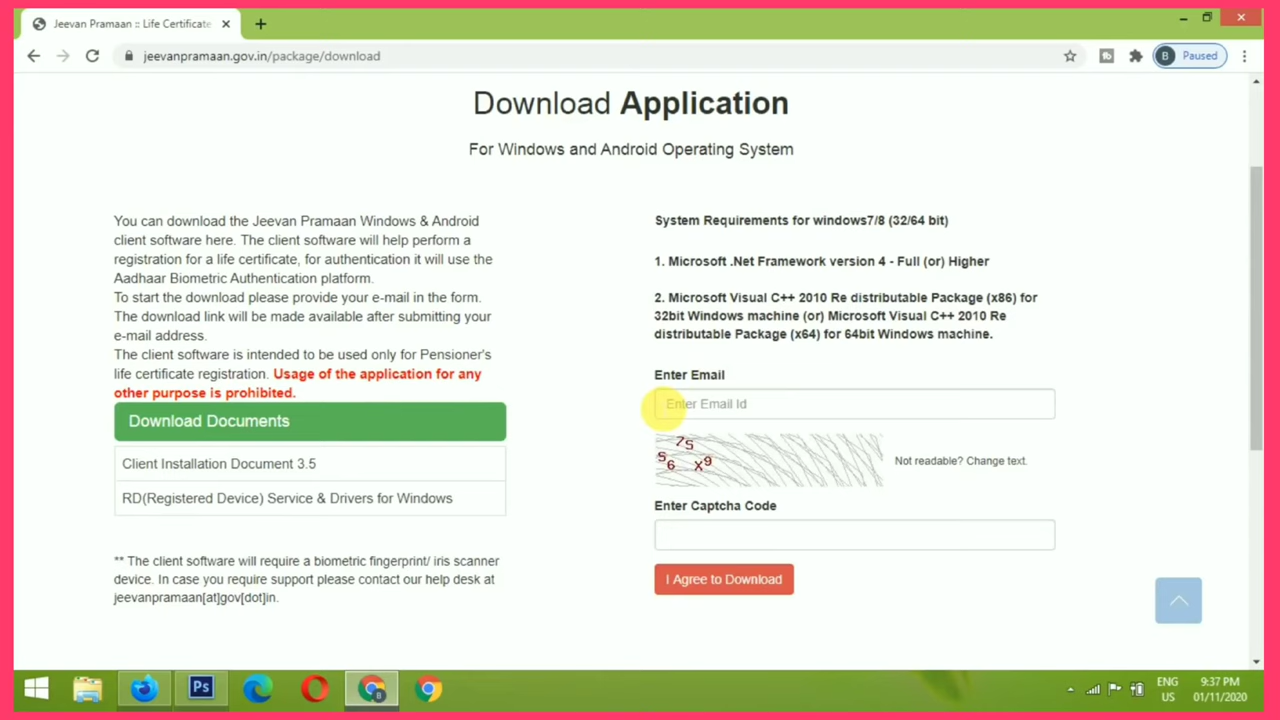 Jeevan Pramaan :: Life Certificate
jeevanpramaan.gov.in/package/download
B Paused
Download Application
For Windows and Android Operating System
You can download the Jeevan Pramaan Windows & Android
client software here. The client software will help perform a
registration for a life certificate, for authentication it will use the
Aadhaar Biometric Authentication platform.
To start the download please provide your e-mail in the form.
The download link will be made available after submitting your
e-mail address.
The client software is intended to be used only for Pensioner's
life certificate registration. Usage of the application for any
other purpose is prohibited.
Download Documents
Client Installation Document 3.5
RD(Registered Device) Service & Drivers for Windows
** The client software will require a biometric fingerprint/ iris scanner
device. In case you require support please contact our help desk at
jeevanpramaan[at]gov[dot]in.
System Requirements for windows7/8 (32/64 bit)
1. Microsoft .Net Framework version 4 - Full (or) Higher
2. Microsoft Visual C++ 2010 Re distributable Package (x86) for
32bit Windows machine (or) Microsoft Visual C++ 2010 Re
distributable Package (x64) for 64bit Windows machine.
Enter Email
Enter Email Id
5675x9
Not readable? Change text.
Enter Captcha Code
I Agree to Download
Ps
B
ENG
US
9:37 PM
01/11/2020